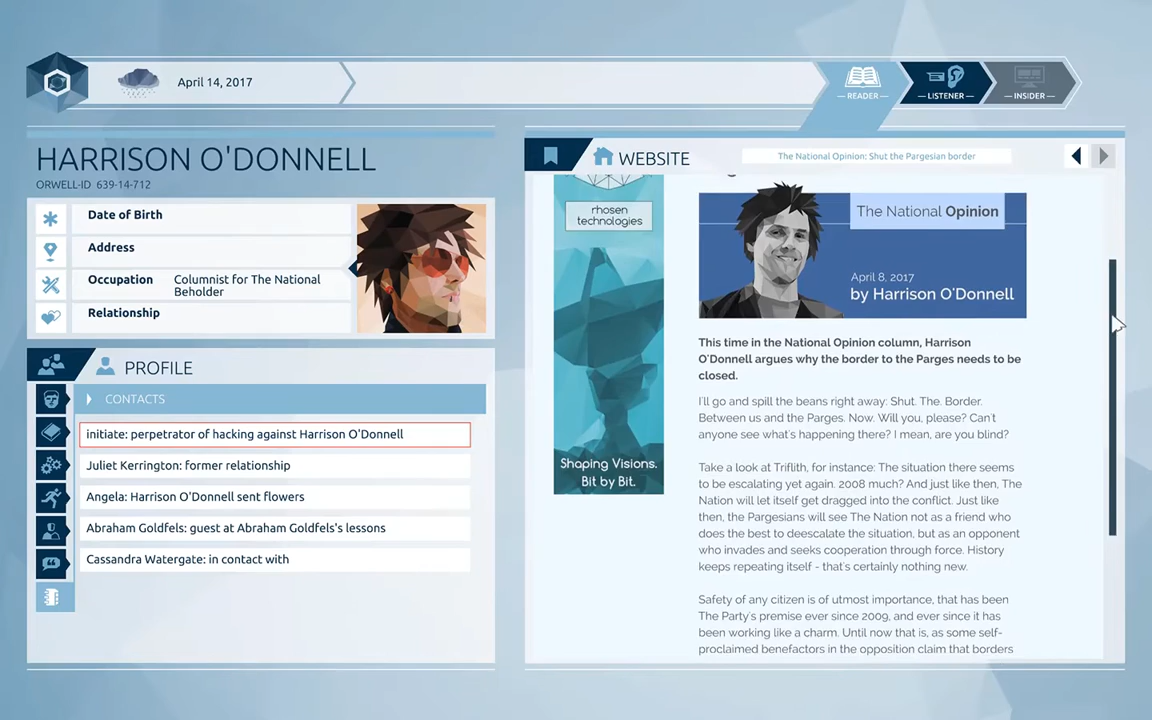 April 14, 2017
— READER —
— LISTENER —
— INSIDER —
HARRISON O'DONNELL
ORWELL-ID 639-14-712
Date of Birth
Address
Occupation Columnist for The National
Beholder
Relationship
PROFILE
CONTACTS
initiate: perpetrator of hacking against Harrison O'Donnell
Juliet Kerrington: former relationship
Angela: Harrison O'Donnell sent flowers
Abraham Goldfels: guest at Abraham Goldfels's lessons
Cassandra Watergate: in contact with
WEBSITE
The National Opinion: Shut the Pargesian border
rhosen
technologies
Shaping Visions.
Bit by Bit.
The National Opinion
April 8, 2017
by Harrison O'Donnell
This time in the National Opinion column, Harrison
O'Donnell argues why the border to the Parges needs to be
closed.
I'll go and spill the beans right away: Shut. The. Border.
Between us and the Parges. Now. Will you, please? Can't
anyone see what's happening there? I mean, are you blind?
Take a look at Triflith, for instance: The situation there seems
to be escalating yet again. 2008 much? And just like then, The
Nation will let itself get dragged into the conflict. Just like
then, the Pargesians will see The Nation not as a friend who
does the best to deescalate the situation, but as an opponent
who invades and seeks cooperation through force. History
keeps repeating itself - that's certainly nothing new.
Safety of any citizen is of utmost importance, that has been
The Party's premise ever since 2009, and ever since it has
been working like a charm. Until now that is, as some self-
proclaimed benefactors in the opposition claim that borders